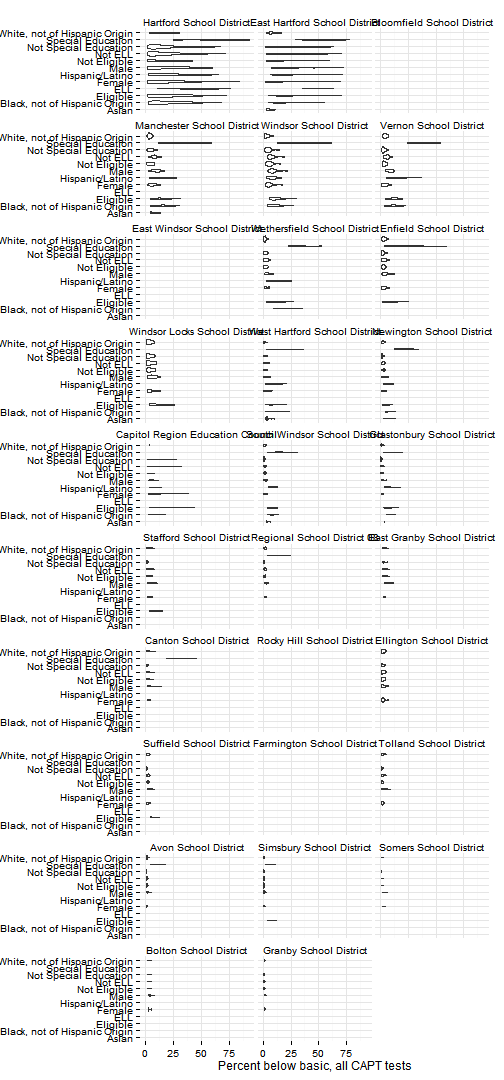 Hartford School District East Hartford School District Bloomfield School District
White, not of Hispanic Origin
Special Education
Not Special Education
Not ELL
Not Eligible
Male
Hispanic/Latino
Female
ELL
Eligible
Black, not of Hispanic Origin
Asian
Manchester School District Windsor School District Vernon School District
White, not of Hispanic Origin
Special Education
Not Special Education
Not ELL
Not Eligible
Male
Hispanic/Latino
Female
ELL
Eligible
Black, not of Hispanic Origin
Asian
East Windsor School District Wethersfield School District Enfield School District
White, not of Hispanic Origin
Special Education
Not Special Education
Not ELL
Not Eligible
Male
Hispanic/Latino
Female
ELL
Eligible
Black, not of Hispanic Origin
Asian
Windsor Locks School District West Hartford School District Newington School District
White, not of Hispanic Origin
Special Education
Not Special Education
Not ELL
Not Eligible
Male
Hispanic/Latino
Female
ELL
Eligible
Black, not of Hispanic Origin
Asian
Capitol Region Education Council South Windsor School District Glastonbury School District
White, not of Hispanic Origin
Special Education
Not Special Education
Not ELL
Not Eligible
Male
Hispanic/Latino
Female
ELL
Eligible
Black, not of Hispanic Origin
Asian
Stafford School District Regional School District East Granby School District
White, not of Hispanic Origin
Special Education
Not Special Education
Not ELL
Not Eligible
Male
Hispanic/Latino
Female
ELL
Eligible
Black, not of Hispanic Origin
Asian
Canton School District Rocky Hill School District Ellington School District
White, not of Hispanic Origin
Special Education
Not Special Education
Not ELL
Not Eligible
Male
Hispanic/Latino
Female
ELL
Eligible
Black, not of Hispanic Origin
Asian
Suffield School District Farmington School District Tolland School District
White, not of Hispanic Origin
Special Education
Not Special Education
Not ELL
Not Eligible
Male
Hispanic/Latino
Female
ELL
Eligible
Black, not of Hispanic Origin
Asian
Avon School District Simsbury School District Somers School District
White, not of Hispanic Origin
Special Education
Not Special Education
Not ELL
Not Eligible
Male
Hispanic/Latino
Female
ELL
Eligible
Black, not of Hispanic Origin
Asian
Bolton School District Granby School District
White, not of Hispanic Origin
Special Education
Not Special Education
Not ELL
Not Eligible
Male
Hispanic/Latino
Female
ELL
Eligible
Black, not of Hispanic Origin
Asian
0 25 50 75 0 25 50 75
Percent below basic, all CAPT tests